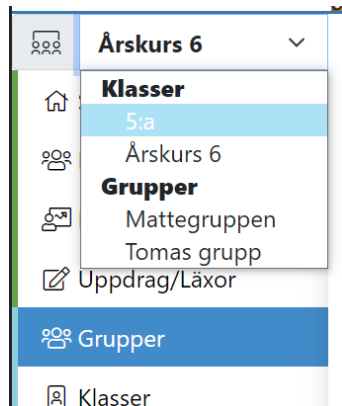 Årskurs 6
Klasser
5:a
Årskurs 6
Grupper
Mattegruppen
Tomas grupp
Uppdrag/Läxor
Grupper
Klasser